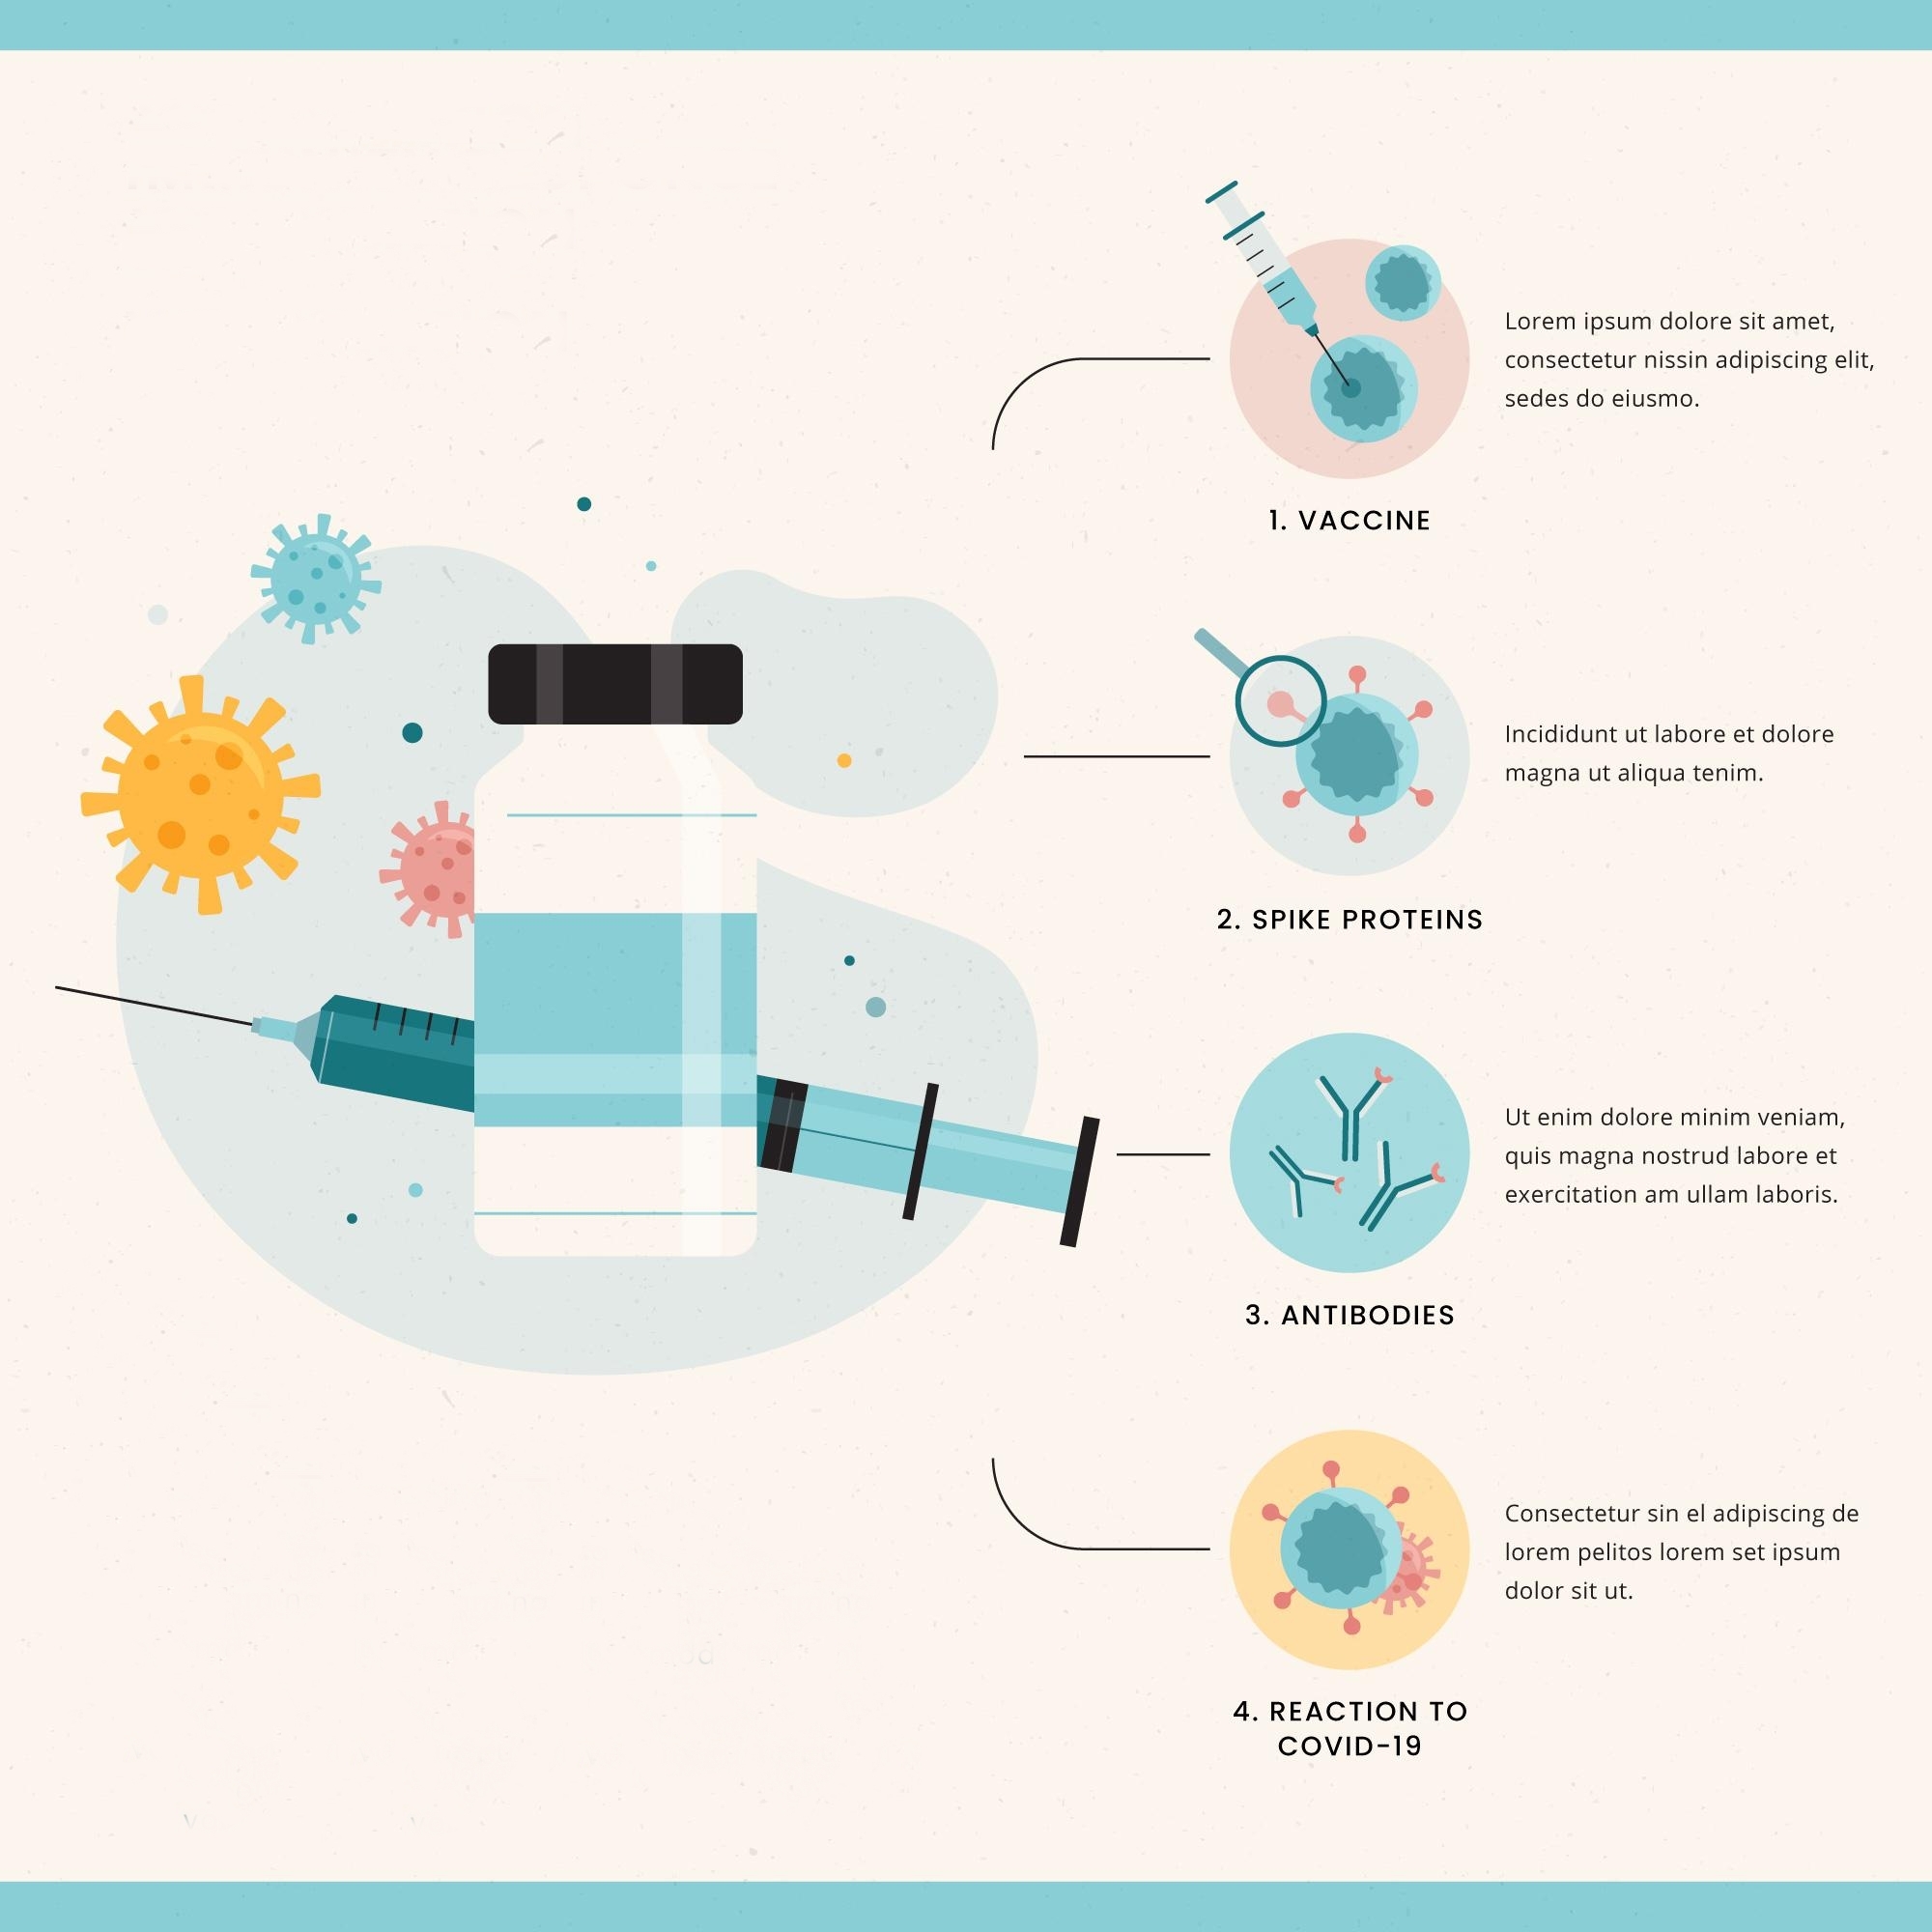 Lorem ipsum dolore sit amet,
consectetur nissin adipiscing elit,
sedes do eiusmo.
1. VACCINE
Incididunt ut labore et dolore
magna ut aliqua tenim.
2. SPIKE PROTEINS
Ut enim dolore minim veniam,
quis magna nostrud labore et
exercitation am ullam laboris.
3. ANTIBODIES
Consectetur sin el adipiscing de
lorem pelitos lorem set ipsum
dolor sit ut.
4. REACTION TO
COVID-19